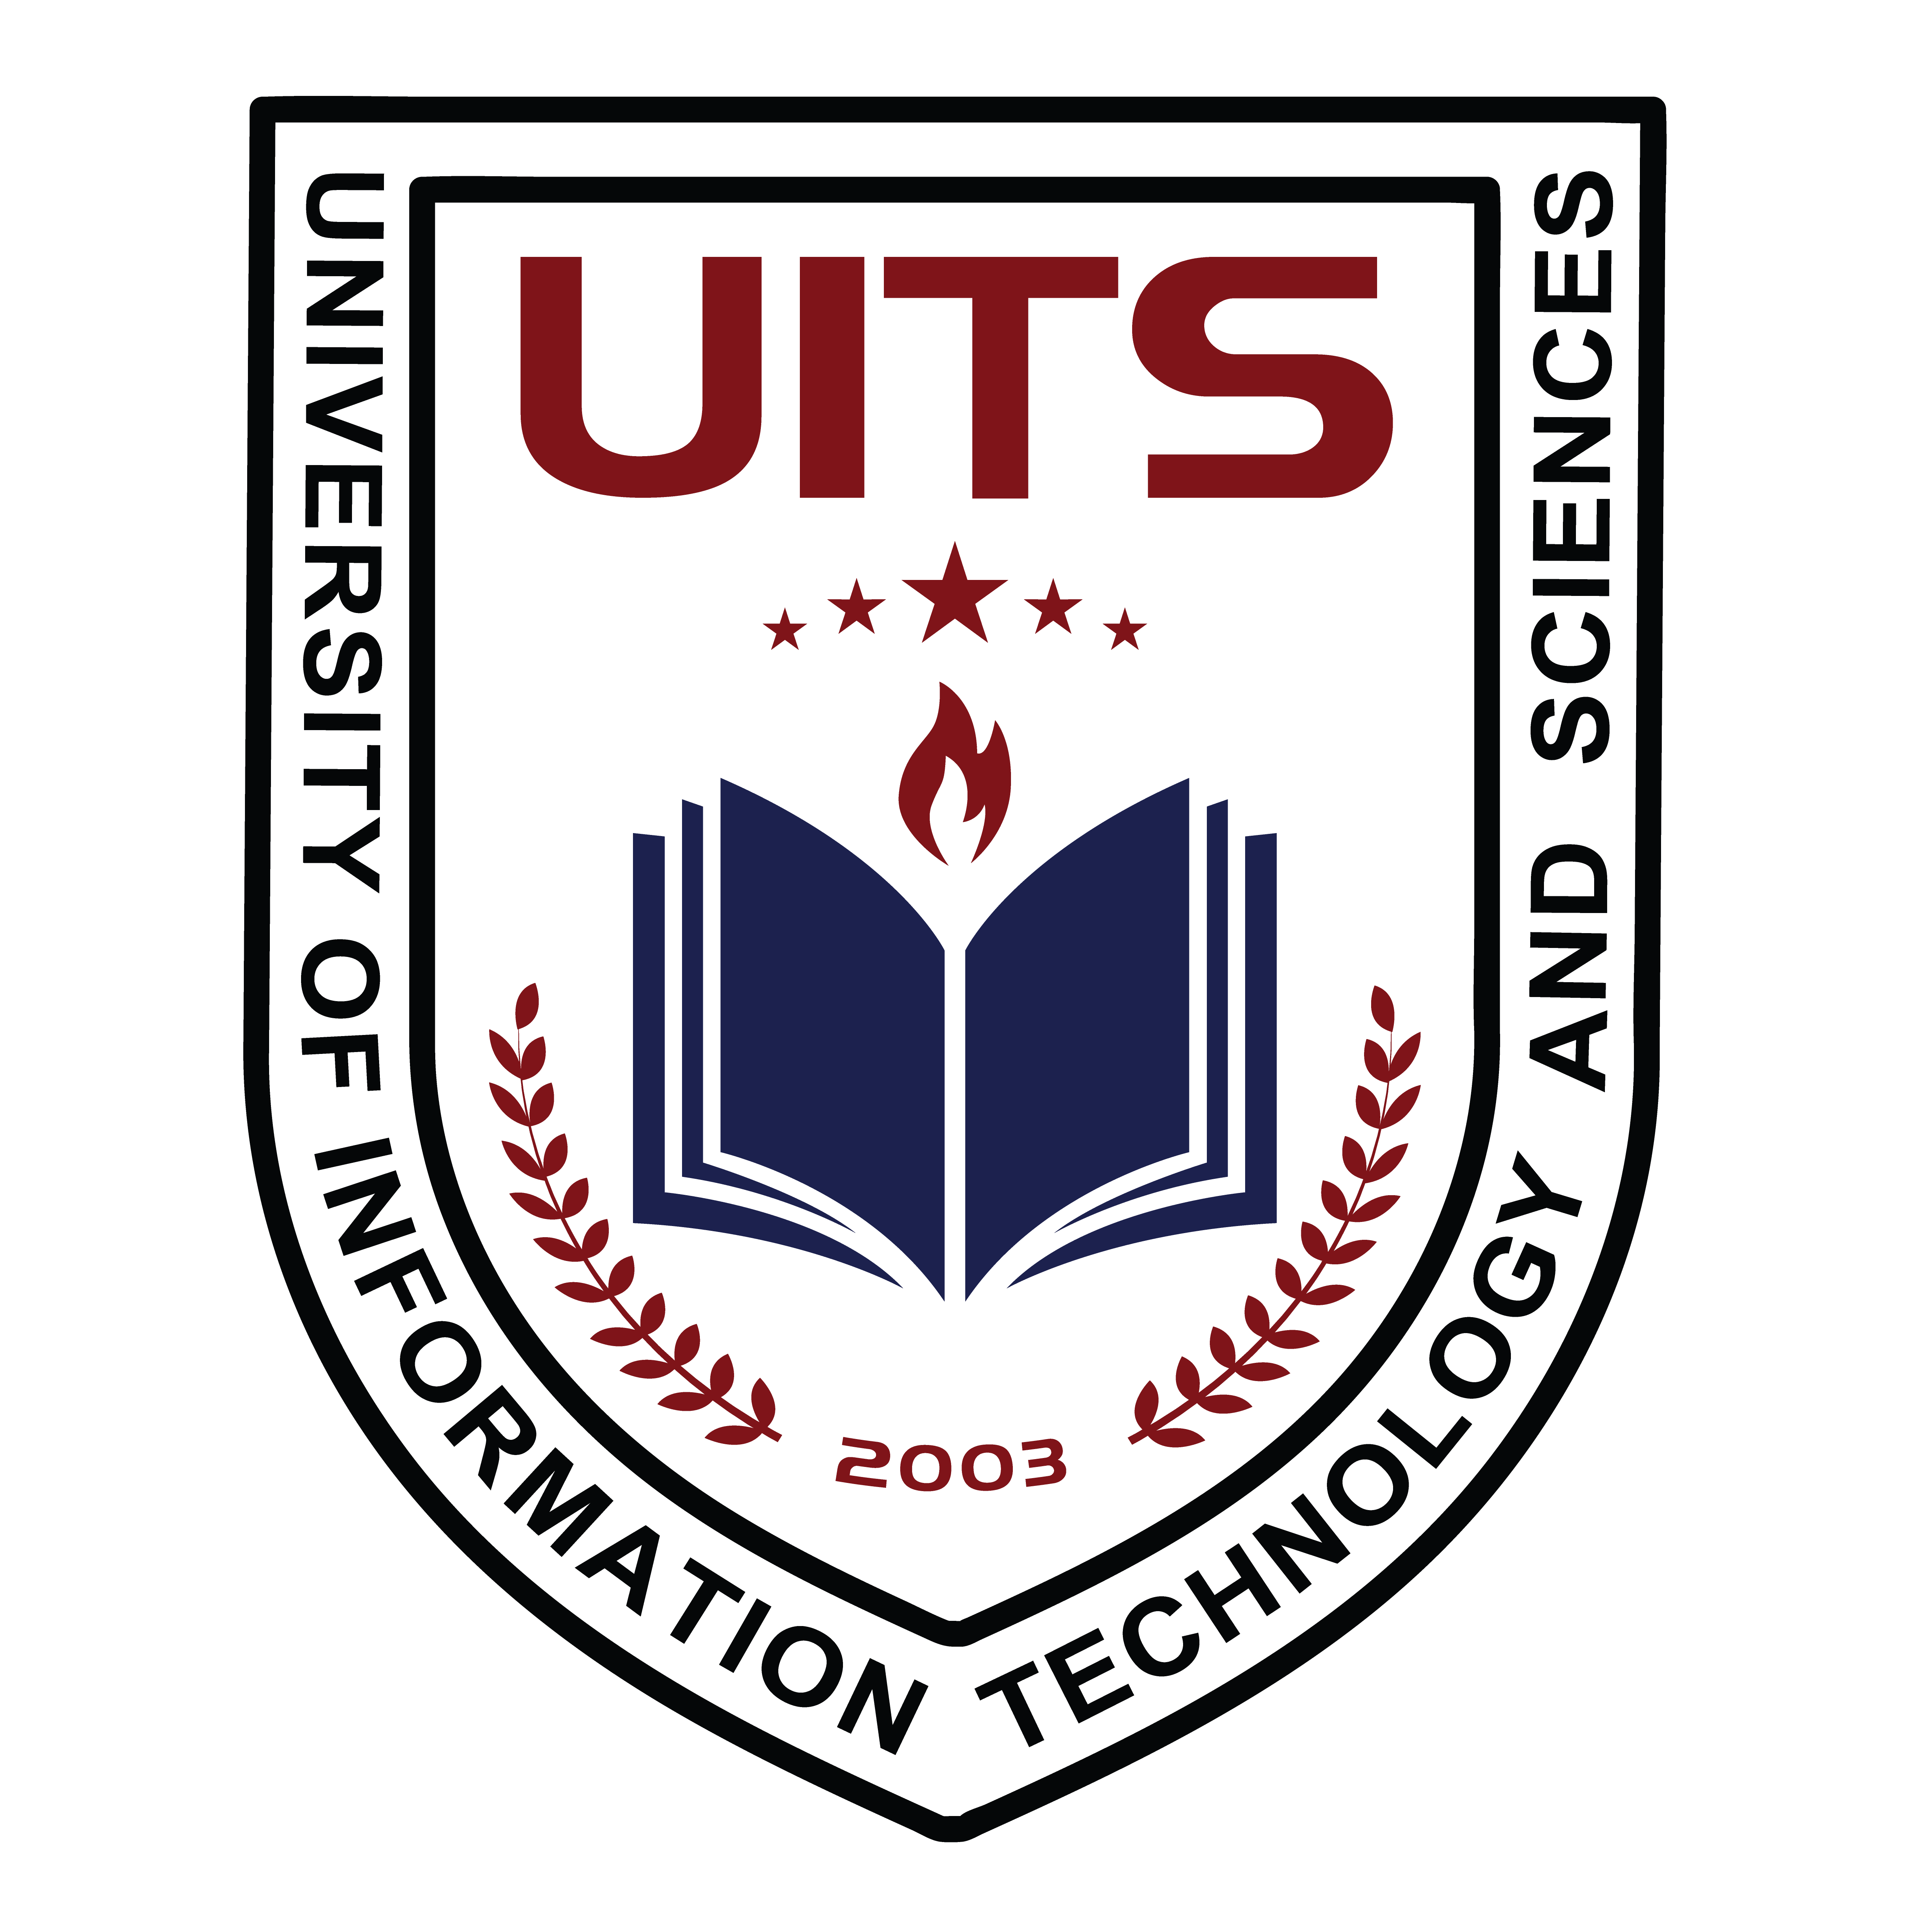 UITS
2003
UNIVERSITY OF INFORMATION TECHNOLOGY AND SCIENCES